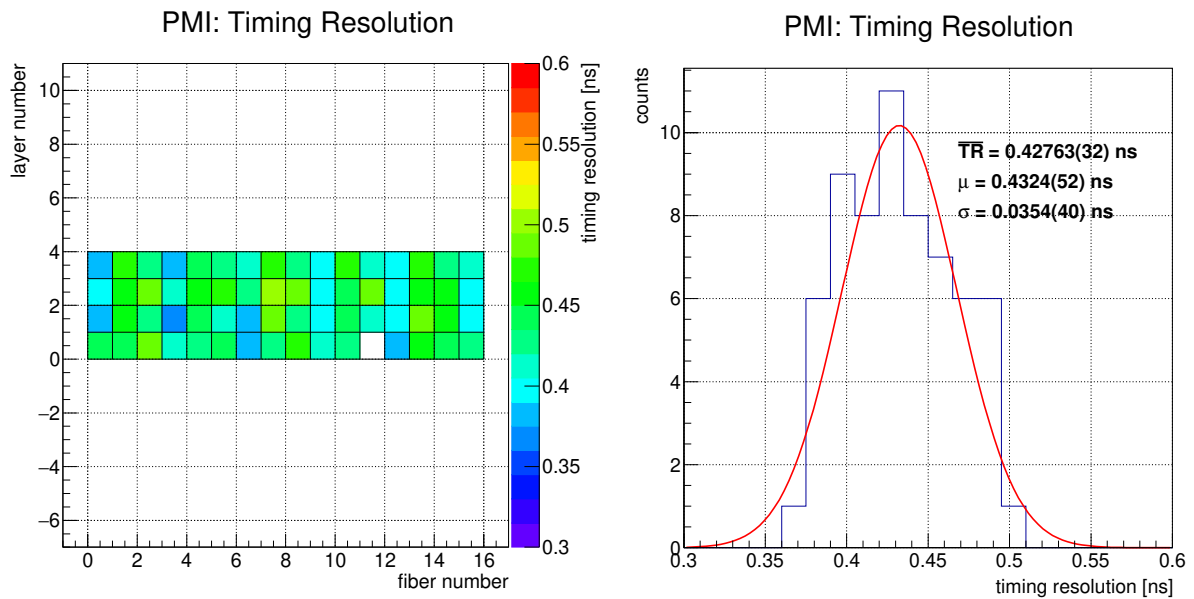 PMI: Timing Resolution
layer number
10
8
6
4
2
0
−2
−4
−6
0 2 4 6 8 10 12 14 16
fiber number
0.6
0.55
0.5
0.45
0.4
0.35
0.3
timing resolution [ns]
PMI: Timing Resolution
counts
10
8
6
4
2
0
0.3 0.35 0.4 0.45 0.5 0.55 0.6
timing resolution [ns]
T̅R̅ = 0.42763(32) ns
μ = 0.4324(52) ns
σ = 0.0354(40) ns